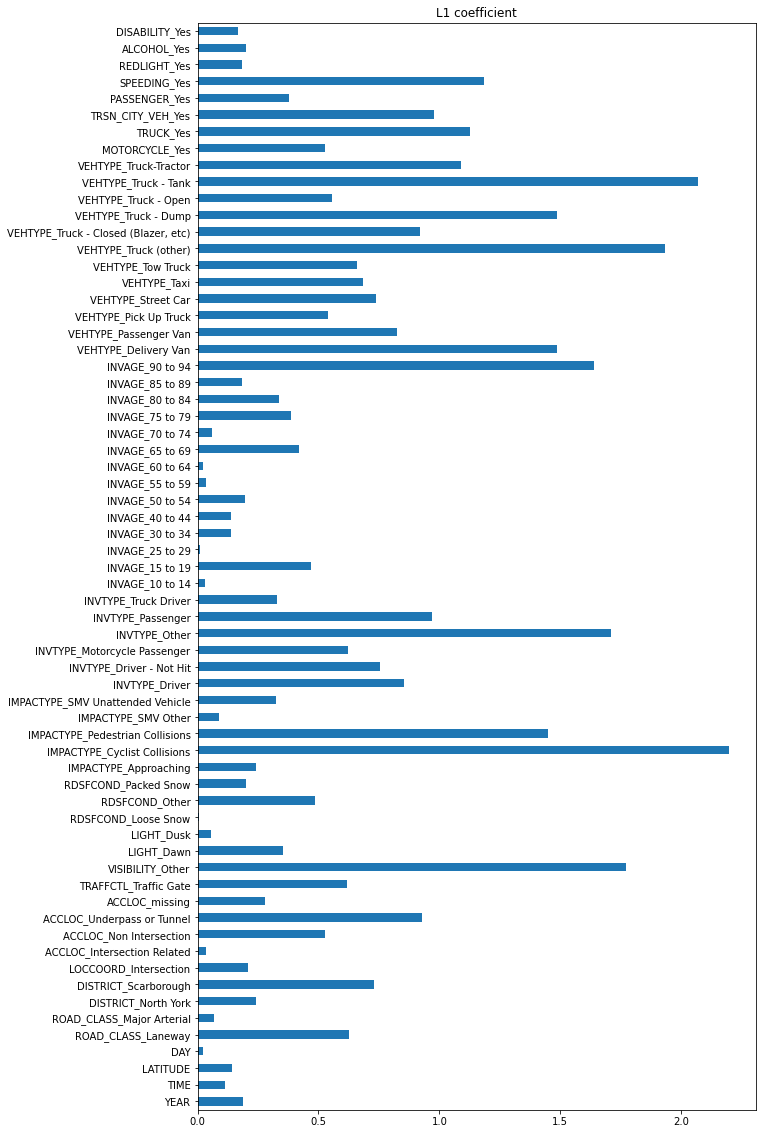 L1 coefficient
DISABILITY_Yes
ALCOHOL_Yes
REDLIGHT_Yes
SPEEDING_Yes
PASSENGER_Yes
TRSN_CITY_VEH_Yes
TRUCK_Yes
MOTORCYCLE_Yes
VEHTYPE_Truck-Tractor
VEHTYPE_Truck - Tank
VEHTYPE_Truck - Open
VEHTYPE_Truck - Dump
VEHTYPE_Truck - Closed (Blazer, etc)
VEHTYPE_Truck (other)
VEHTYPE_Tow Truck
VEHTYPE_Taxi
VEHTYPE_Street Car
VEHTYPE_Pick Up Truck
VEHTYPE_Passenger Van
VEHTYPE_Delivery Van
INVAGE_90 to 94
INVAGE_85 to 89
INVAGE_80 to 84
INVAGE_75 to 79
INVAGE_70 to 74
INVAGE_65 to 69
INVAGE_60 to 64
INVAGE_55 to 59
INVAGE_50 to 54
INVAGE_40 to 44
INVAGE_30 to 34
INVAGE_25 to 29
INVAGE_15 to 19
INVAGE_10 to 14
INVTYPE_Truck Driver
INVTYPE_Passenger
INVTYPE_Other
INVTYPE_Motorcycle Passenger
INVTYPE_Driver - Not Hit
INVTYPE_Driver
IMPACTYPE_SMV Unattended Vehicle
IMPACTYPE_SMV Other
IMPACTYPE_Pedestrian Collisions
IMPACTYPE_Cyclist Collisions
IMPACTYPE_Approaching
RDSFCOND_Packed Snow
RDSFCOND_Other
RDSFCOND_Loose Snow
LIGHT_Dusk
LIGHT_Dawn
VISIBILITY_Other
TRAFFCTL_Traffic Gate
ACCLOC_missing
ACCLOC_Underpass or Tunnel
ACCLOC_Non Intersection
ACCLOC_Intersection Related
LOCCOORD_Intersection
DISTRICT_Scarborough
DISTRICT_North York
ROAD_CLASS_Major Arterial
ROAD_CLASS_Laneway
DAY
LATITUDE
TIME
YEAR
0.0 0.5 1.0 1.5 2.0